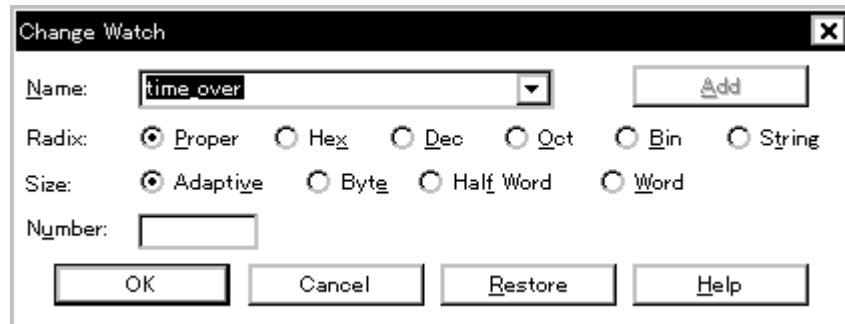 Change Watch
Name: time_over Add
Radix: Proper Hex Dec Oct Bin String
Size: Adaptive Byte Half Word Word
Number:
OK Cancel Restore Help